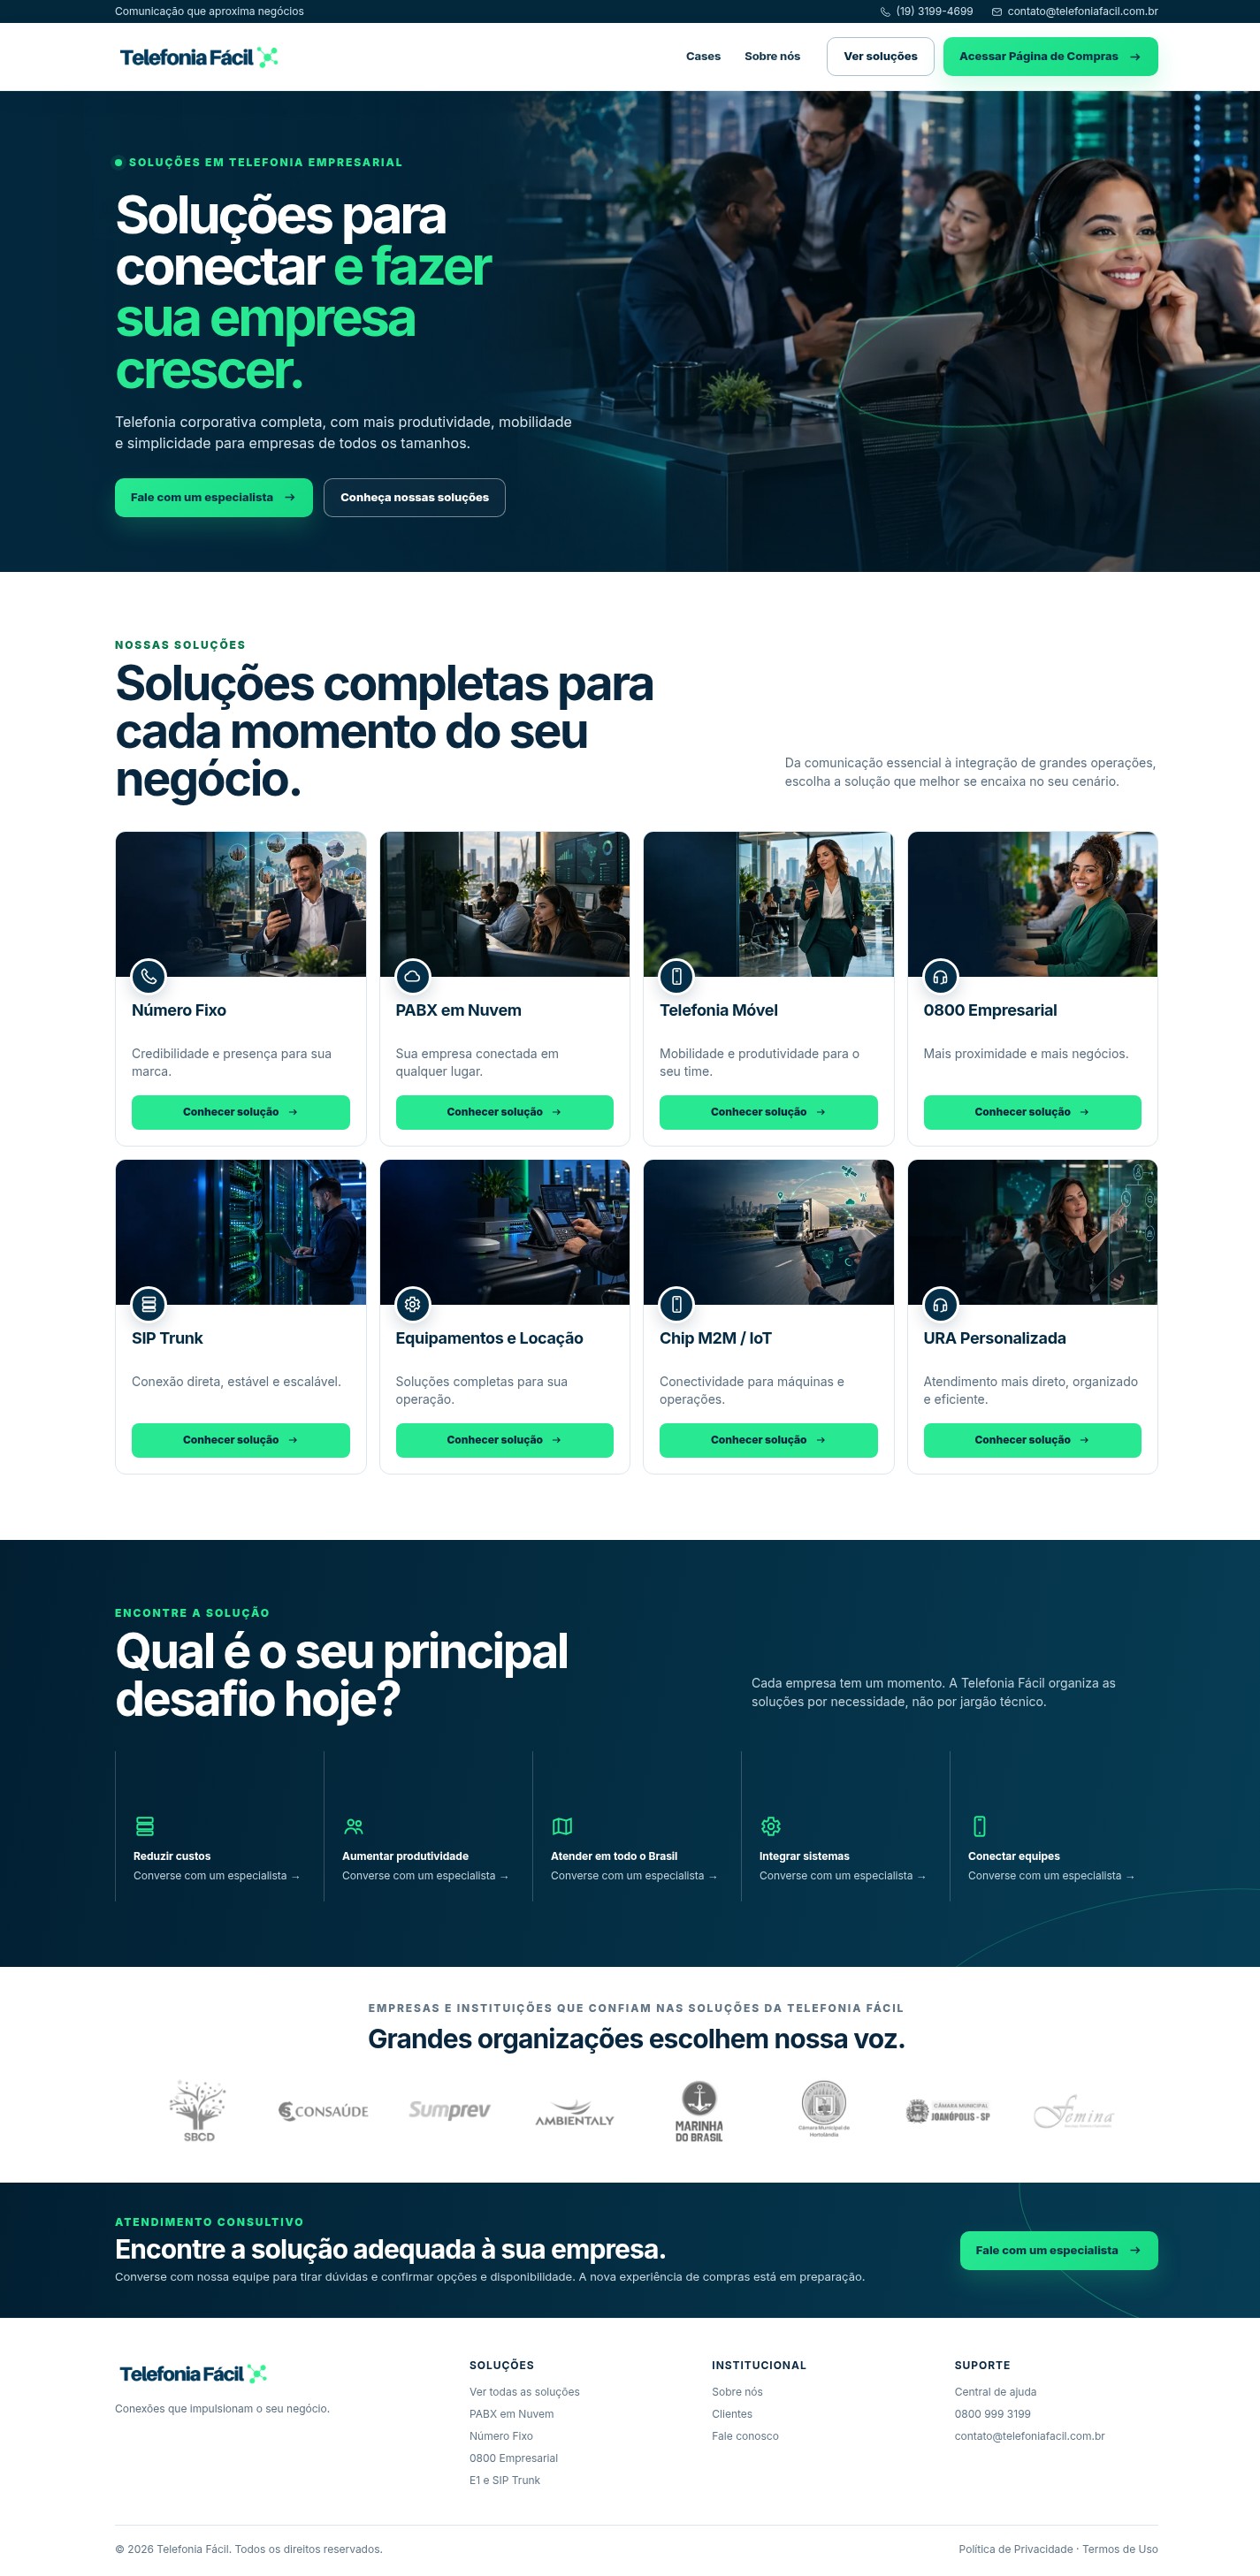 Comunicação que aproxima negócios
(19) 3199-4699
contato@telefoniafacil.com.br
Telefonia Fácil
Cases
Sobre nós
Ver soluções
Acessar Página de Compras →
SOLUÇÕES EM TELEFONIA EMPRESARIAL
Soluções para
conectar e fazer
sua empresa
crescer.
Telefonia corporativa completa, com mais produtividade, mobilidade
e simplicidade para empresas de todos os tamanhos.
Fale com um especialista →
Conheça nossas soluções
NOSSAS SOLUÇÕES
Soluções completas para
cada momento do seu
negócio.
Da comunicação essencial à integração de grandes operações,
escolha a solução que melhor se encaixa no seu cenário.
Número Fixo
Credibilidade e presença para sua
marca.
Conhecer solução →
PABX em Nuvem
Sua empresa conectada em
qualquer lugar.
Conhecer solução →
Telefonia Móvel
Mobilidade e produtividade para o
seu time.
Conhecer solução →
0800 Empresarial
Mais proximidade e mais negócios.
Conhecer solução →
SIP Trunk
Conexão direta, estável e escalável.
Conhecer solução →
Equipamentos e Locação
Soluções completas para sua
operação.
Conhecer solução →
Chip M2M / IoT
Conectividade para máquinas e
operações.
Conhecer solução →
URA Personalizada
Atendimento mais direto, organizado
e eficiente.
Conhecer solução →
ENCONTRE A SOLUÇÃO
Qual é o seu principal
desafio hoje?
Cada empresa tem um momento. A Telefonia Fácil organiza as
soluções por necessidade, não por jargão técnico.
Reduzir custos
Converse com um especialista →
Aumentar produtividade
Converse com um especialista →
Atender em todo o Brasil
Converse com um especialista →
Integrar sistemas
Converse com um especialista →
Conectar equipes
Converse com um especialista →
EMPRESAS E INSTITUIÇÕES QUE CONFIAM NAS SOLUÇÕES DA TELEFONIA FÁCIL
Grandes organizações escolhem nossa voz.
SBCD
CONSAÚDE
Sumprev
AMBIENTALY
MARINHA
DO BRASIL
Câmara Municipal de
Hortolândia
CÂMARA MUNICIPAL
JOANÓPOLIS - SP
Femina
ATENDIMENTO CONSULTIVO
Encontre a solução adequada à sua empresa.
Converse com nossa equipe para tirar dúvidas e confirmar opções e disponibilidade. A nova experiência de compras está em preparação.
Fale com um especialista →
Telefonia Fácil
Conexões que impulsionam o seu negócio.
SOLUÇÕES
Ver todas as soluções
PABX em Nuvem
Número Fixo
0800 Empresarial
E1 e SIP Trunk
INSTITUCIONAL
Sobre nós
Clientes
Fale conosco
SUPORTE
Central de ajuda
0800 999 3199
contato@telefoniafacil.com.br
© 2026 Telefonia Fácil. Todos os direitos reservados.
Política de Privacidade · Termos de Uso